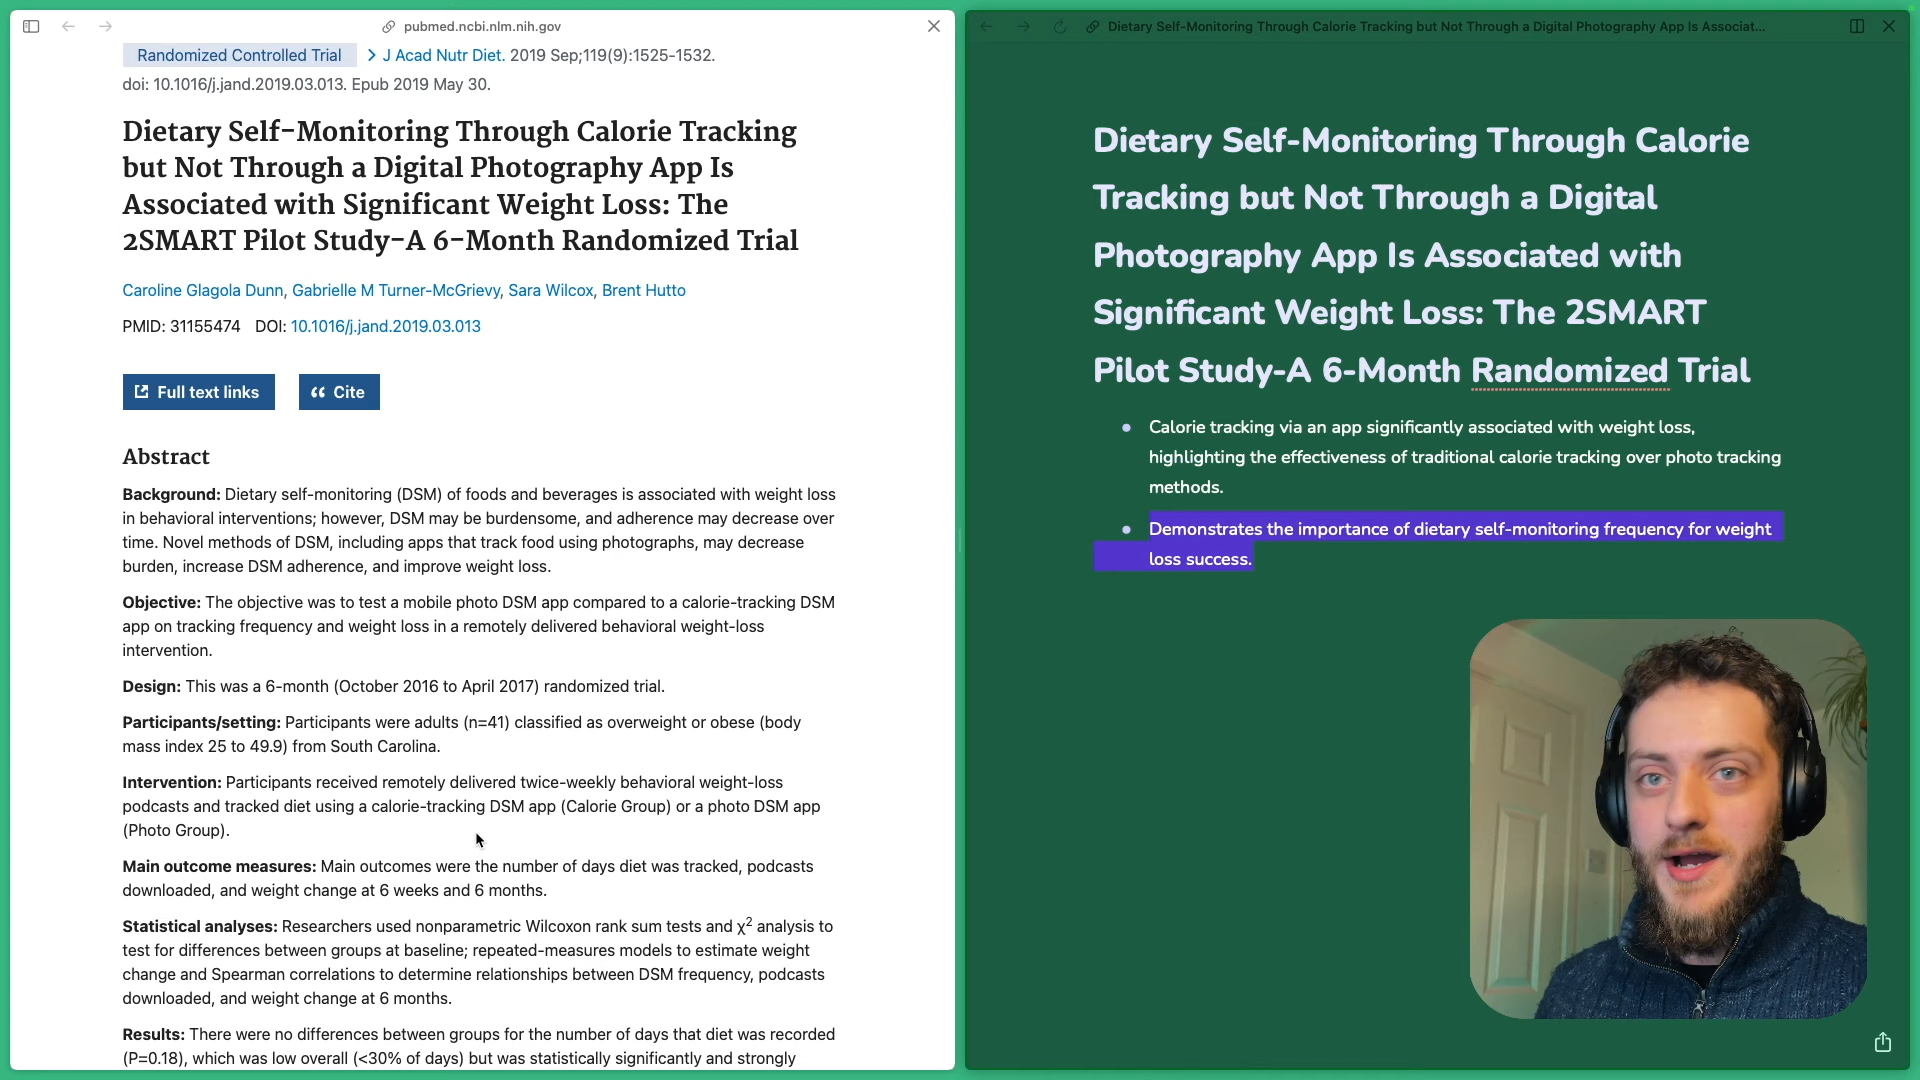 pubmed.ncbi.nlm.nih.gov
Randomized Controlled Trial > J Acad Nutr Diet. 2019 Sep;119(9):1525-1532.
doi: 10.1016/j.jand.2019.03.013. Epub 2019 May 30.
Dietary Self-Monitoring Through Calorie Tracking
but Not Through a Digital Photography App Is
Associated with Significant Weight Loss: The
2SMART Pilot Study-A 6-Month Randomized Trial
Caroline Glagola Dunn, Gabrielle M Turner-McGrievy, Sara Wilcox, Brent Hutto
PMID: 31155474 DOI: 10.1016/j.jand.2019.03.013
Full text links
Cite
Abstract
Background: Dietary self-monitoring (DSM) of foods and beverages is associated with weight loss
in behavioral interventions; however, DSM may be burdensome, and adherence may decrease over
time. Novel methods of DSM, including apps that track food using photographs, may decrease
burden, increase DSM adherence, and improve weight loss.
Objective: The objective was to test a mobile photo DSM app compared to a calorie-tracking DSM
app on tracking frequency and weight loss in a remotely delivered behavioral weight-loss
intervention.
Design: This was a 6-month (October 2016 to April 2017) randomized trial.
Participants/setting: Participants were adults (n=41) classified as overweight or obese (body
mass index 25 to 49.9) from South Carolina.
Intervention: Participants received remotely delivered twice-weekly behavioral weight-loss
podcasts and tracked diet using a calorie-tracking DSM app (Calorie Group) or a photo DSM app
(Photo Group).
Main outcome measures: Main outcomes were the number of days diet was tracked, podcasts
downloaded, and weight change at 6 weeks and 6 months.
Statistical analyses: Researchers used nonparametric Wilcoxon rank sum tests and χ2 analysis to
test for differences between groups at baseline; repeated-measures models to estimate weight
change and Spearman correlations to determine relationships between DSM frequency, podcasts
downloaded, and weight change at 6 months.
Results: There were no differences between groups for the number of days that diet was recorded
(P=0.18), which was low overall (<30% of days) but was statistically significantly and strongly
Dietary Self-Monitoring Through Calorie Tracking but Not Through a Digital Photography App Is Associat...
Dietary Self-Monitoring Through Calorie
Tracking but Not Through a Digital
Photography App Is Associated with
Significant Weight Loss: The 2SMART
Pilot Study-A 6-Month Randomized Trial
• Calorie tracking via an app significantly associated with weight loss,
highlighting the effectiveness of traditional calorie tracking over photo tracking
methods.
• Demonstrates the importance of dietary self-monitoring frequency for weight
loss success.